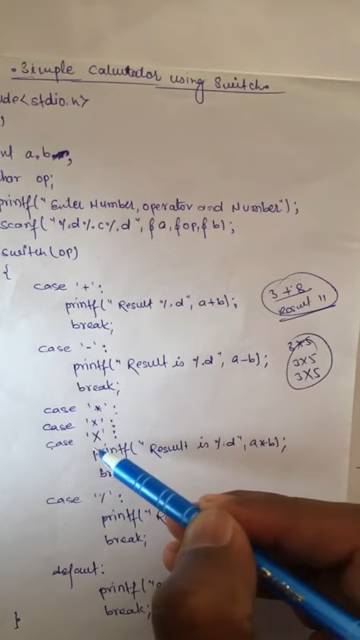 . Simple Calculator using Switch.
ude<stdio.h>
a,b,
har op;
printf(" Enter Number, operator and Number");
scanf("%d%c%d", &a,&op,& b);
switch (op)
{
case '+':
printf(" Result %d", a+b);
break;
3+8
Result 11
case '-':
printf(" Result is %d", a-b);
break;
3*5
3x5
3X5
case '*':
case 'x':
case 'X':
printf(" Result is %d", a*b);
br
case '/':
printf(" R
break;
default:
printf("
break;
}